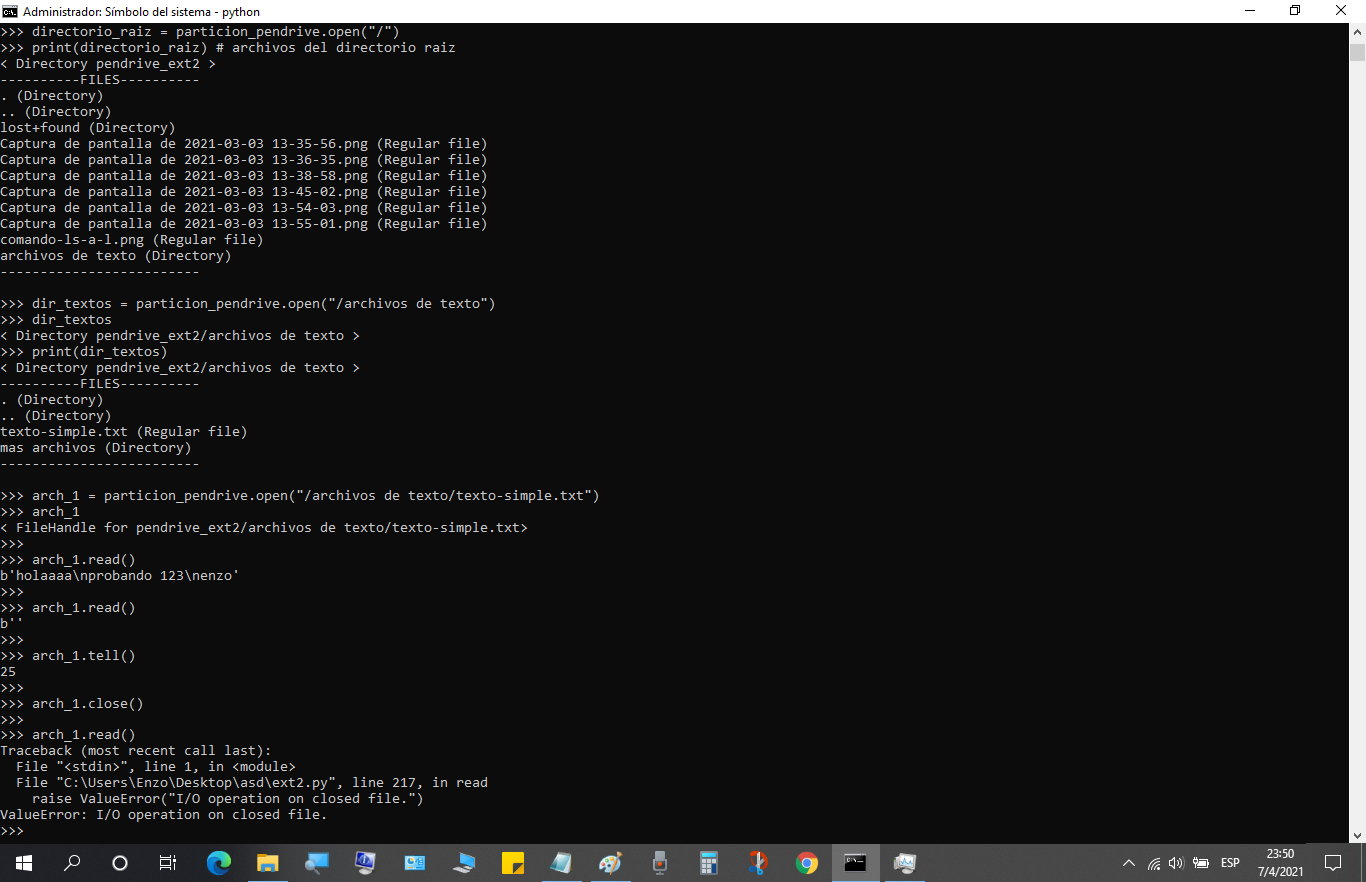 Administrador: Símbolo del sistema - python
>>> directorio_raiz = particion_pendrive.open("/")
>>> print(directorio_raiz) # archivos del directorio raiz
< Directory pendrive_ext2 >
----------FILES----------
. (Directory)
.. (Directory)
lost+found (Directory)
Captura de pantalla de 2021-03-03 13-35-56.png (Regular file)
Captura de pantalla de 2021-03-03 13-36-35.png (Regular file)
Captura de pantalla de 2021-03-03 13-38-58.png (Regular file)
Captura de pantalla de 2021-03-03 13-45-02.png (Regular file)
Captura de pantalla de 2021-03-03 13-54-03.png (Regular file)
Captura de pantalla de 2021-03-03 13-55-01.png (Regular file)
comando-ls-a-l.png (Regular file)
archivos de texto (Directory)
-------------------------
>>> dir_textos = particion_pendrive.open("/archivos de texto")
>>> dir_textos
< Directory pendrive_ext2/archivos de texto >
>>> print(dir_textos)
< Directory pendrive_ext2/archivos de texto >
----------FILES----------
. (Directory)
.. (Directory)
texto-simple.txt (Regular file)
mas archivos (Directory)
-------------------------
>>> arch_1 = particion_pendrive.open("/archivos de texto/texto-simple.txt")
>>> arch_1
< FileHandle for pendrive_ext2/archivos de texto/texto-simple.txt>
>>>
>>> arch_1.read()
b'holaaaa\nprobando 123\nenzo'
>>>
>>> arch_1.read()
b''
>>>
>>> arch_1.tell()
25
>>>
>>> arch_1.close()
>>>
>>> arch_1.read()
Traceback (most recent call last):
  File "<stdin>", line 1, in <module>
  File "C:\Users\Enzo\Desktop\asd\ext2.py", line 217, in read
    raise ValueError("I/O operation on closed file.")
ValueError: I/O operation on closed file.
>>>
ESP
23:50
7/4/2021